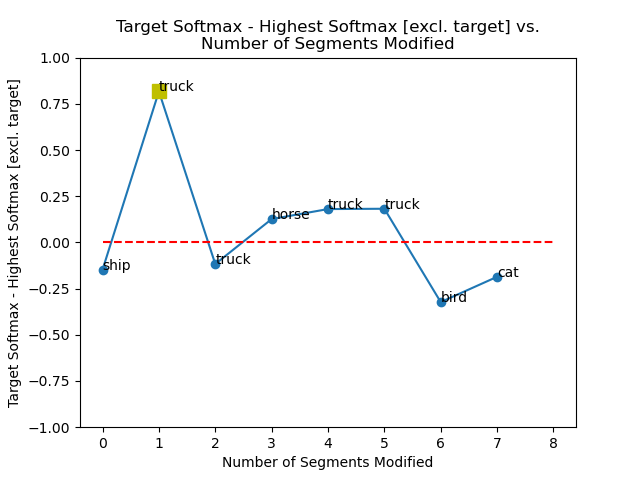 Target Softmax - Highest Softmax [excl. target] vs.
Number of Segments Modified
Target Softmax - Highest Softmax [excl. target]
1.00
0.75
0.50
0.25
0.00
−0.25
−0.50
−0.75
−1.00
ship
truck
truck
horse
truck
truck
bird
cat
0 1 2 3 4 5 6 7 8
Number of Segments Modified